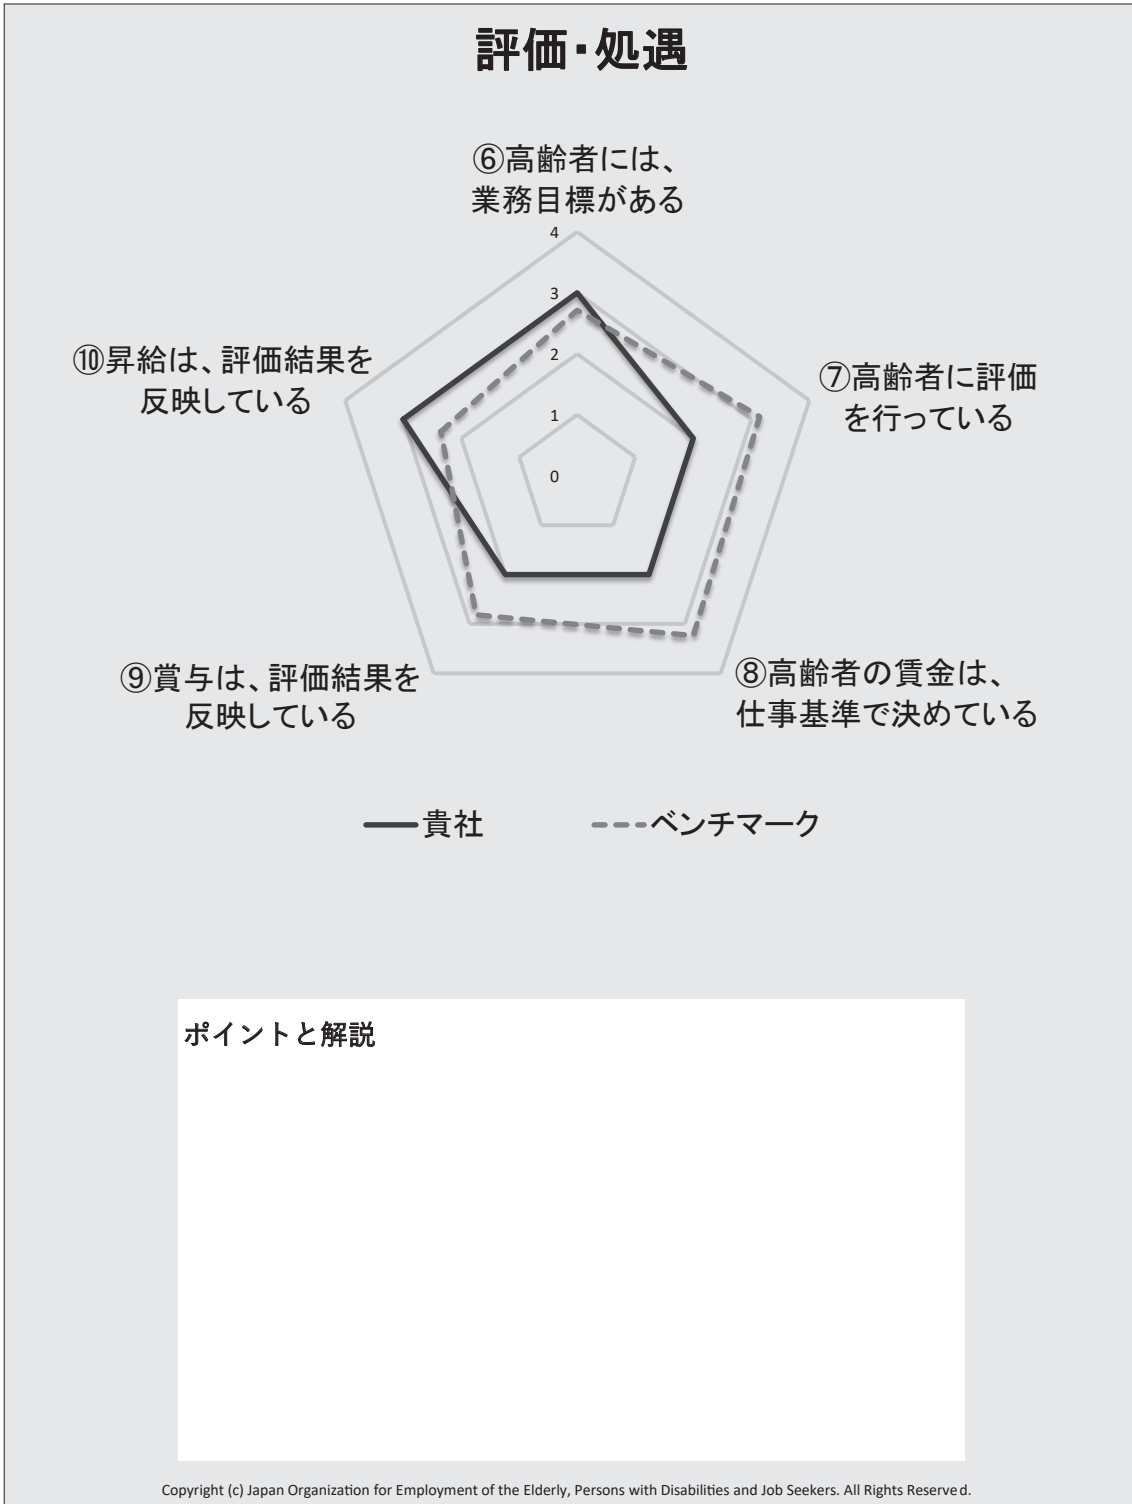 評価・処遇
⑥高齢者には、
業務目標がある
4
3
2
1
0
⑦高齢者に評価
を行っている
⑧高齢者の賃金は、
仕事基準で決めている
⑨賞与は、評価結果を
反映している
⑩昇給は、評価結果を
反映している
貴社
ベンチマーク
ポイントと解説
Copyright (c) Japan Organization for Employment of the Elderly, Persons with Disabilities and Job Seekers. All Rights Reserved.